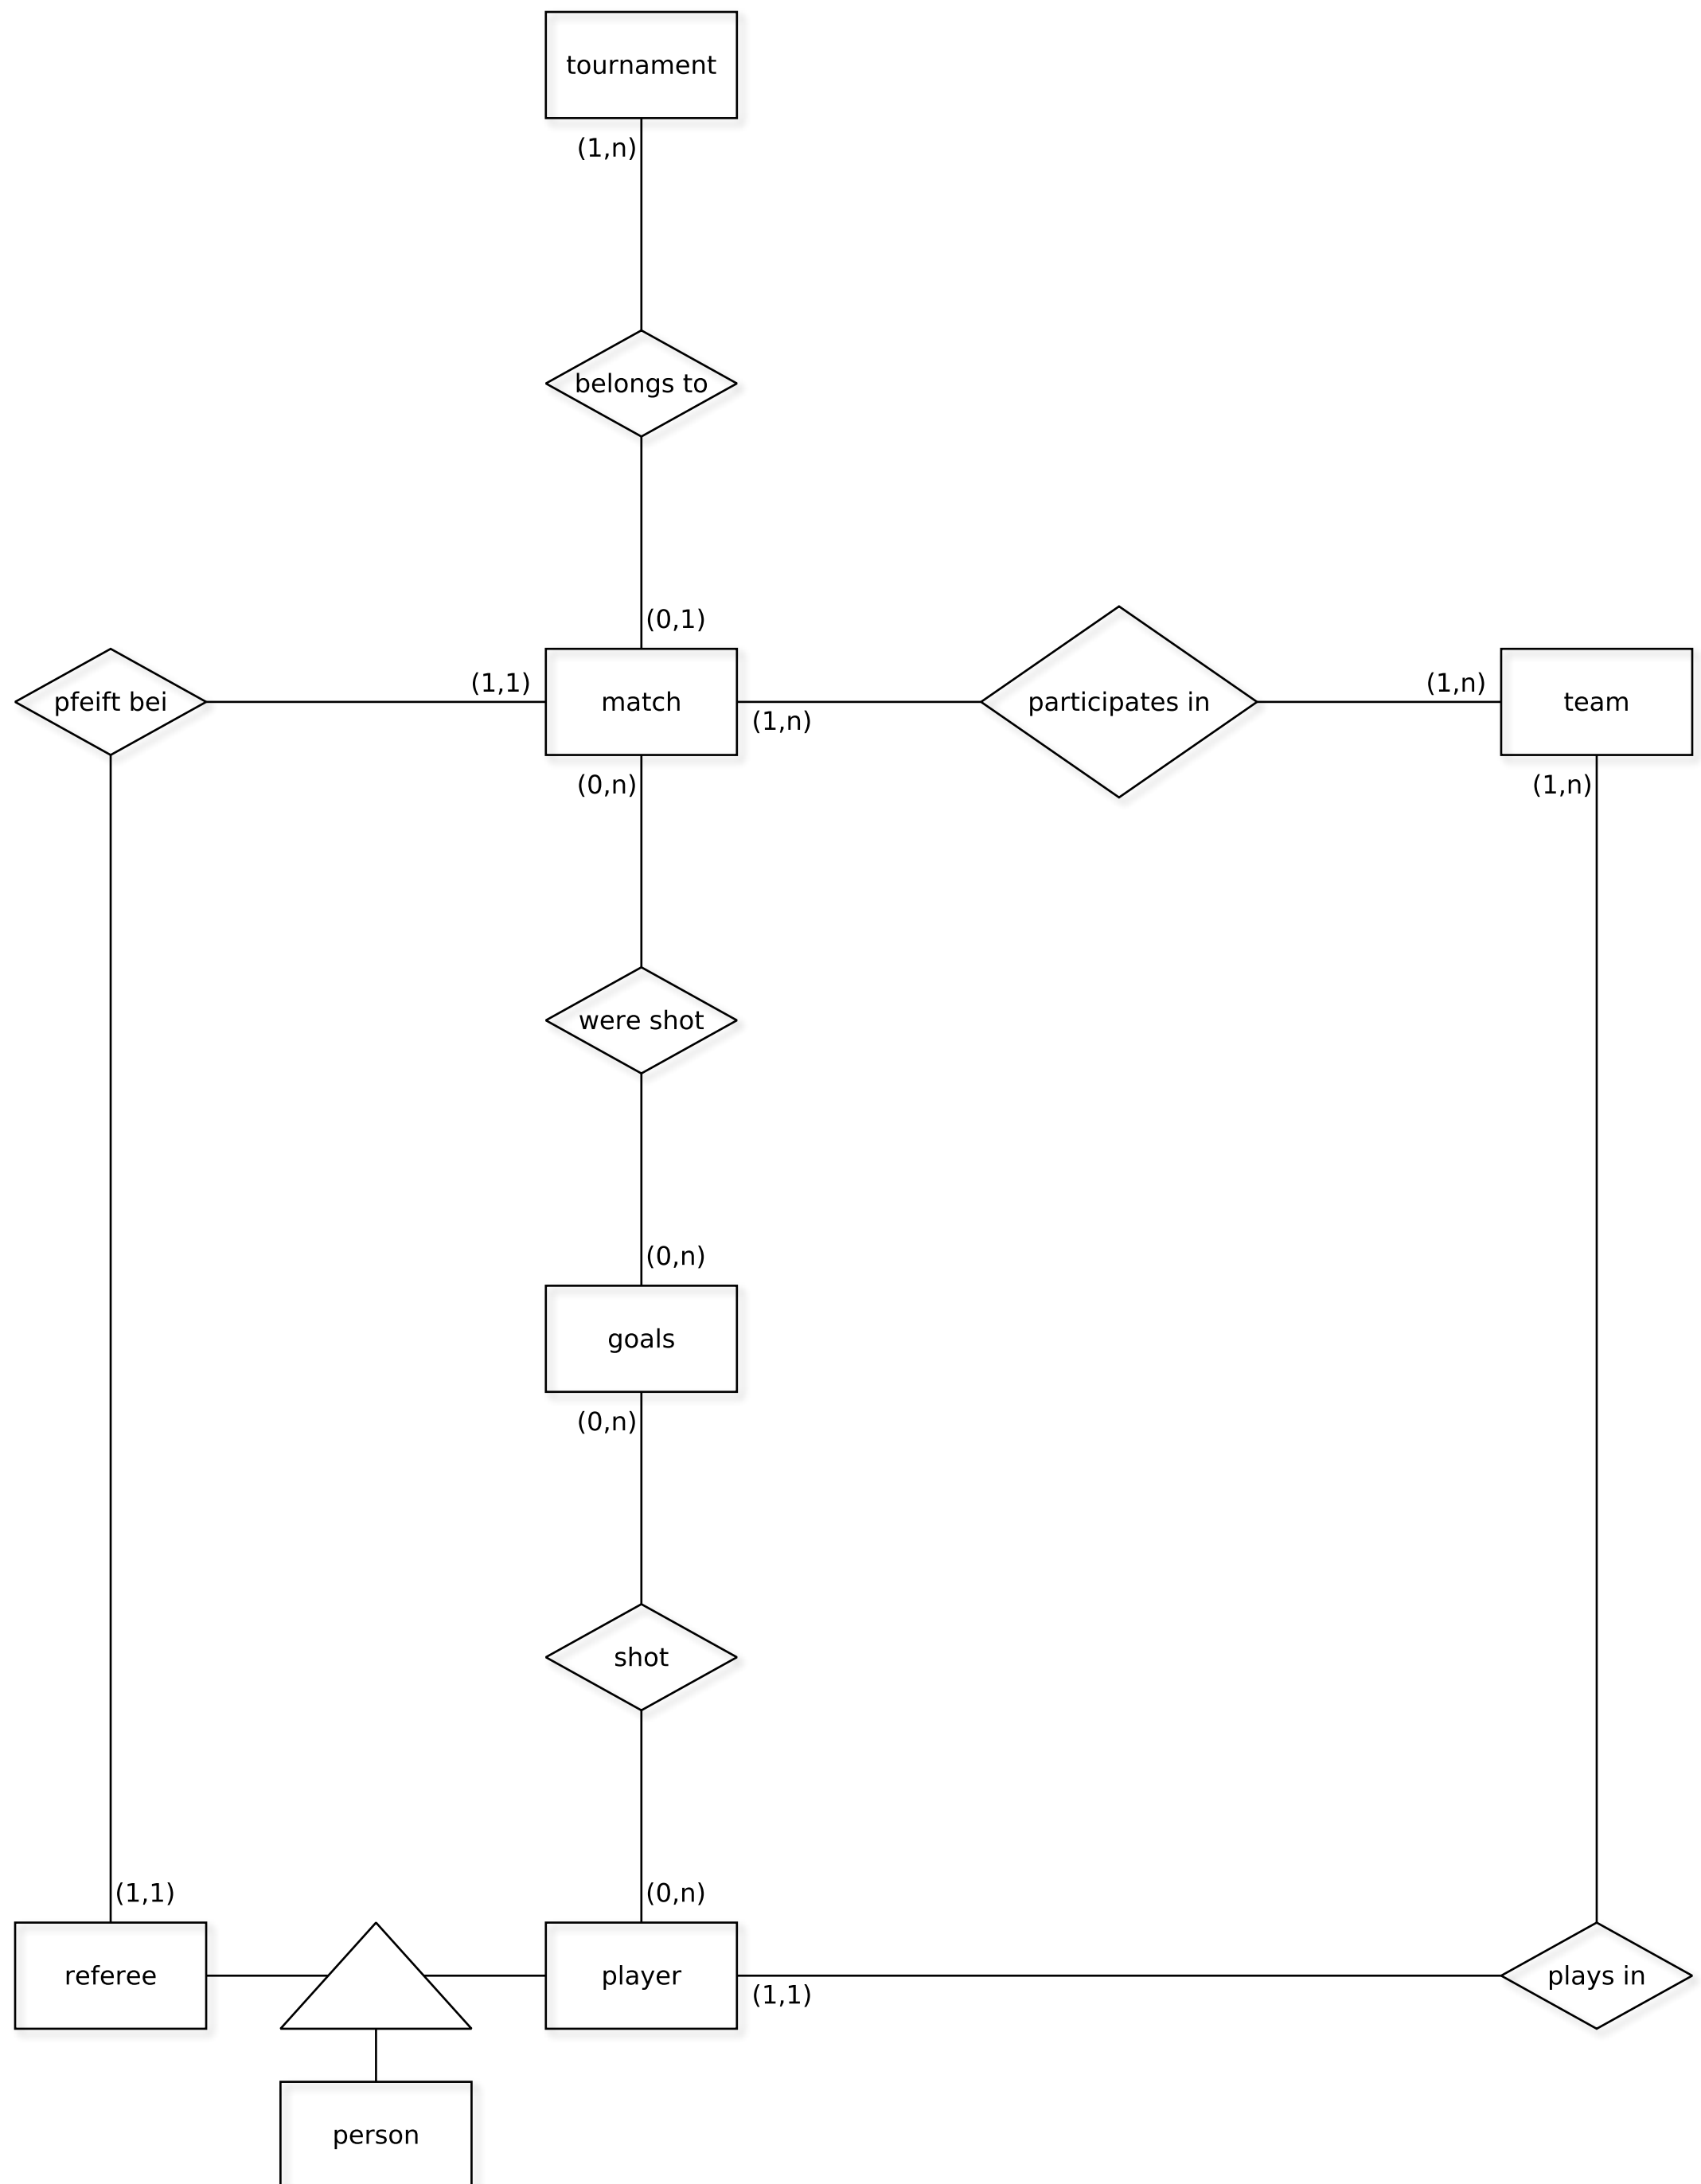 tournament
(1,n)
belongs to
(0,1)
pfeift bei
(1,1)
match
(1,n)
participates in
(1,n)
team
(0,n)
(1,n)
were shot
(0,n)
goals
(0,n)
shot
(1,1)
(0,n)
referee
player
(1,1)
plays in
person